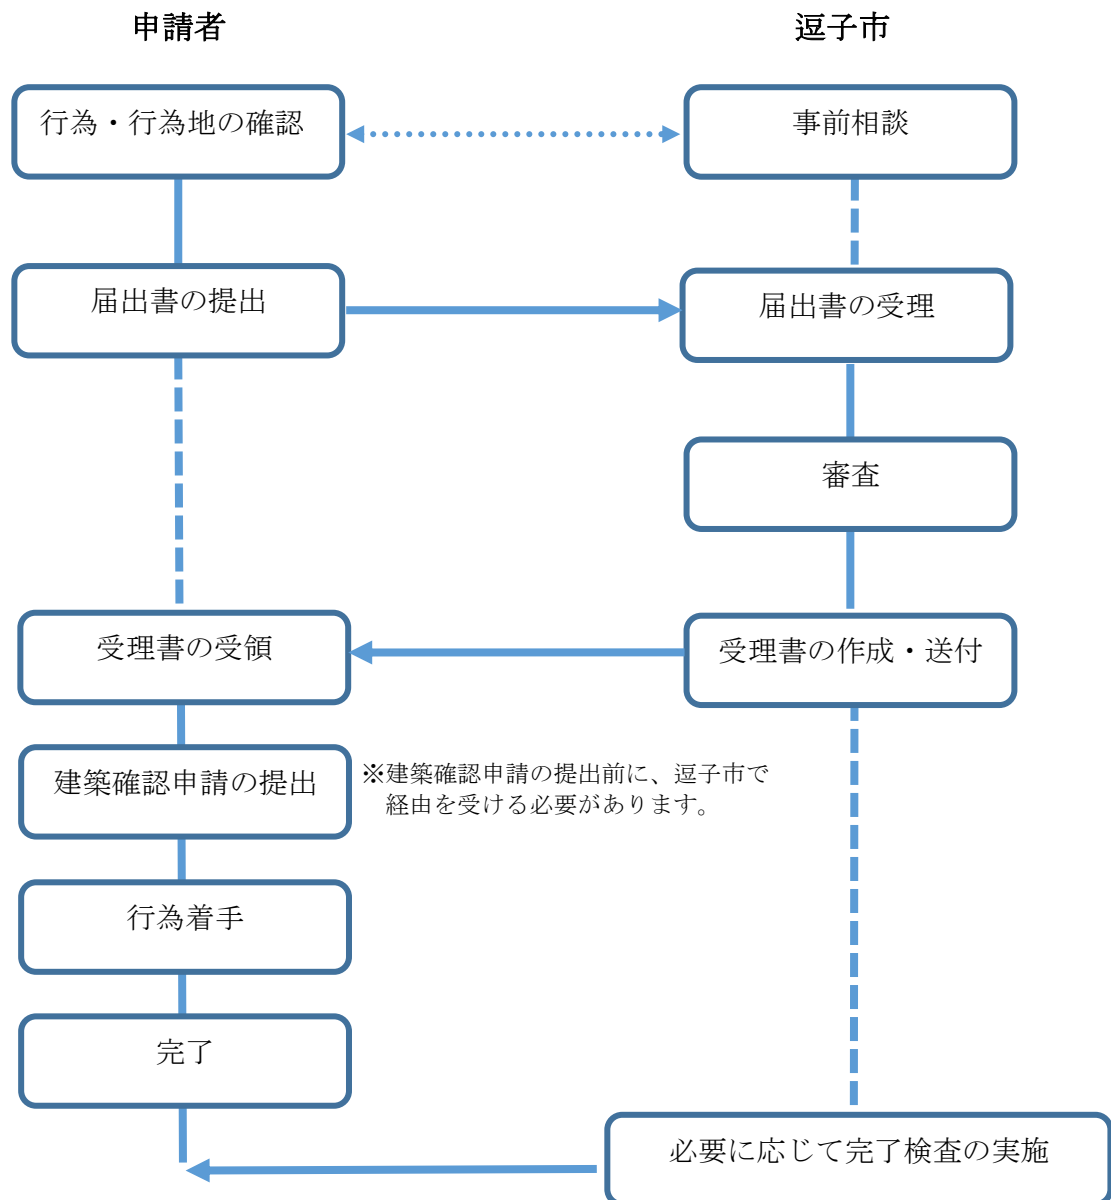 申請者
逗子市
行為・行為地の確認
事前相談
届出書の提出
届出書の受理
審査
受理書の受領
受理書の作成・送付
建築確認申請の提出
※建築確認申請の提出前に、逗子市で
経由を受ける必要があります。
行為着手
完了
必要に応じて完了検査の実施